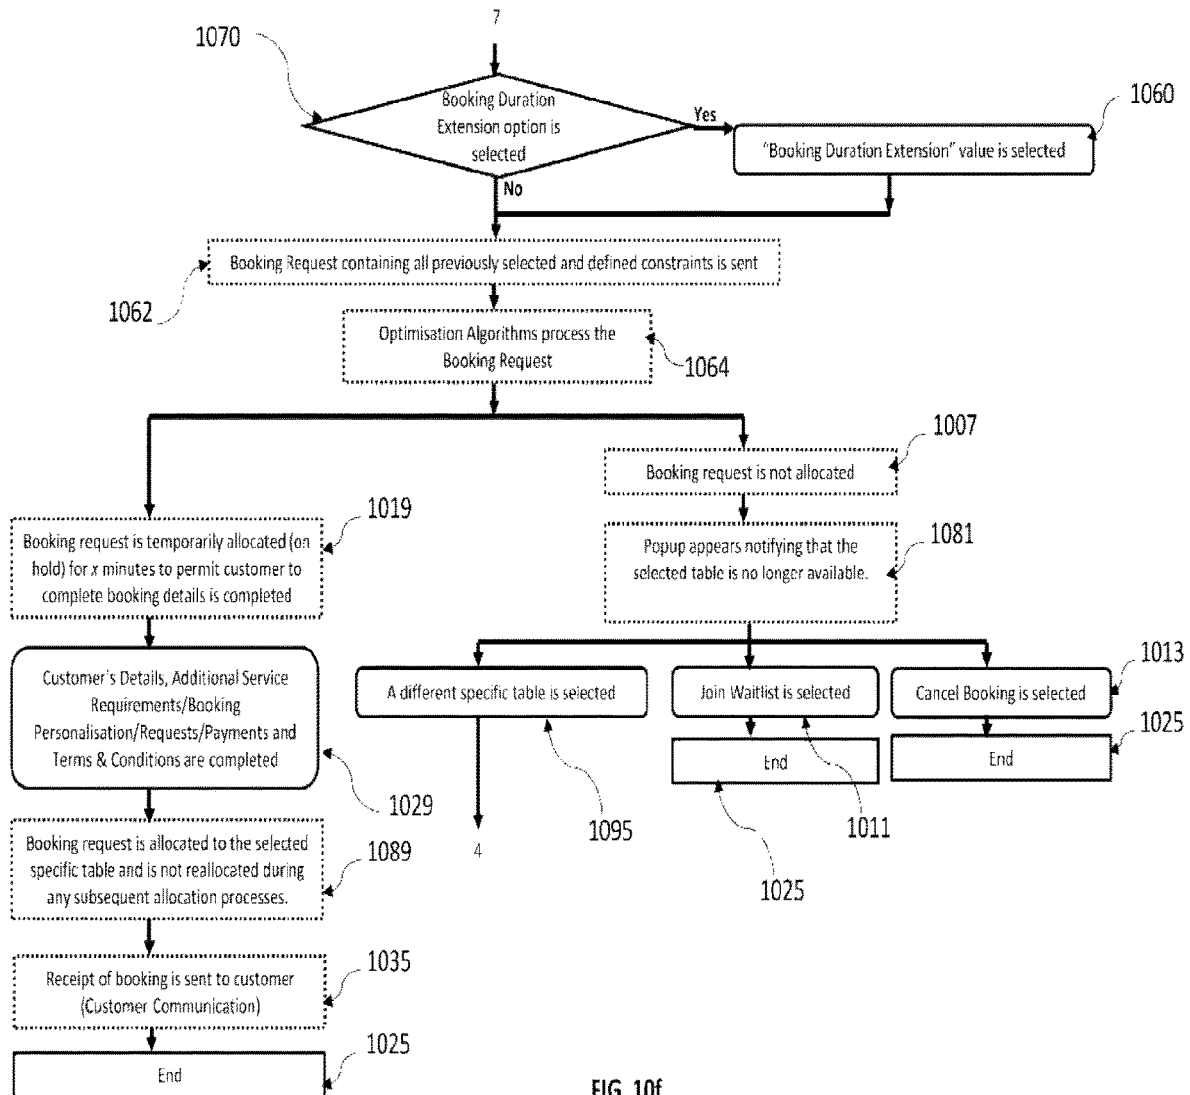 7
1070
Booking Duration
Extension option is
selected
Yes
1060
"Booking Duration Extension" value is selected
No
Booking Request containing all previously selected and defined constraints is sent
1062
Optimisation Algorithms process the
Booking Request
1064
1007
Booking request is not allocated
1019
Booking request is temporarily allocated (on
hold) for x minutes to permit customer to
complete booking details is completed
1081
Popup appears notifying that the
selected table is no longer available.
Customer's Details, Additional Service
Requirements/Booking
Personalisation/Requests/Payments and
Terms & Conditions are completed
1029
A different specific table is selected
1095
4
Join Waitlist is selected
1011
End
1025
1013
Cancel Booking is selected
1025
End
Booking request is allocated to the selected
specific table and is not reallocated during
any subsequent allocation processes.
1089
Receipt of booking is sent to customer
(Customer Communication)
1035
End
1025
FIG. 10f